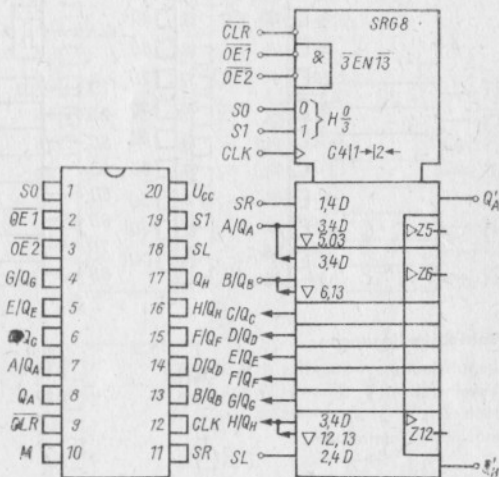 SRG8
CLR
OE1
OE2
&
3EN13
S0
0
S1
1
H 0/3
CLK
C4|1→|2←
S0 1 20 UCC
OE1 2 19 S1
OE2 3 18 SL
G/QG 4 17 QH
E/QE 5 16 H/QH
QC 6 15 F/QF
A/QA 7 14 D/QD
QA 8 13 B/QB
CLR 9 12 CLK
M 10 11 SR
SR
1,4D
A/QA
3,4D
▽5,03
3,4D
B/QB
▽6,13
C/QC
D/QD
E/QE
F/QF
G/QG
H/QH
3,4D
▽12,13
SL
2,4D
Z5
Z6
Z12
Q'A